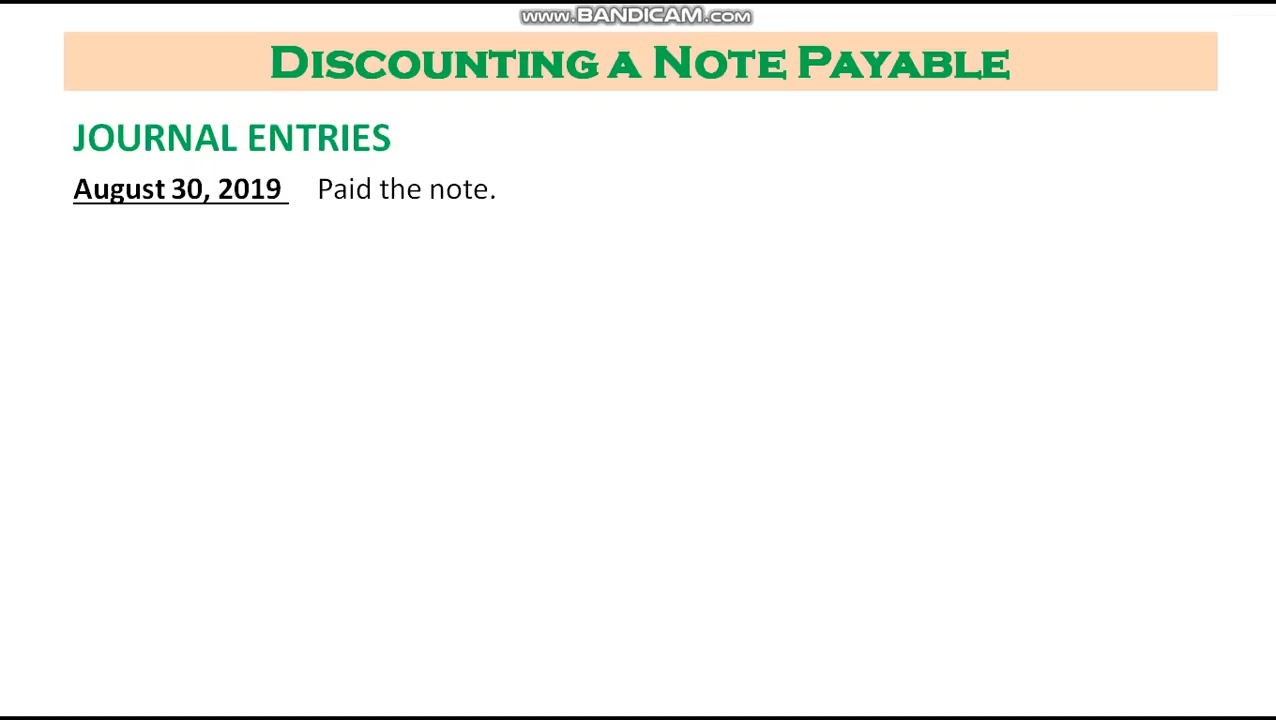 www.BANDICAM.com
DISCOUNTING A NOTE PAYABLE
JOURNAL ENTRIES
August 30, 2019 Paid the note.